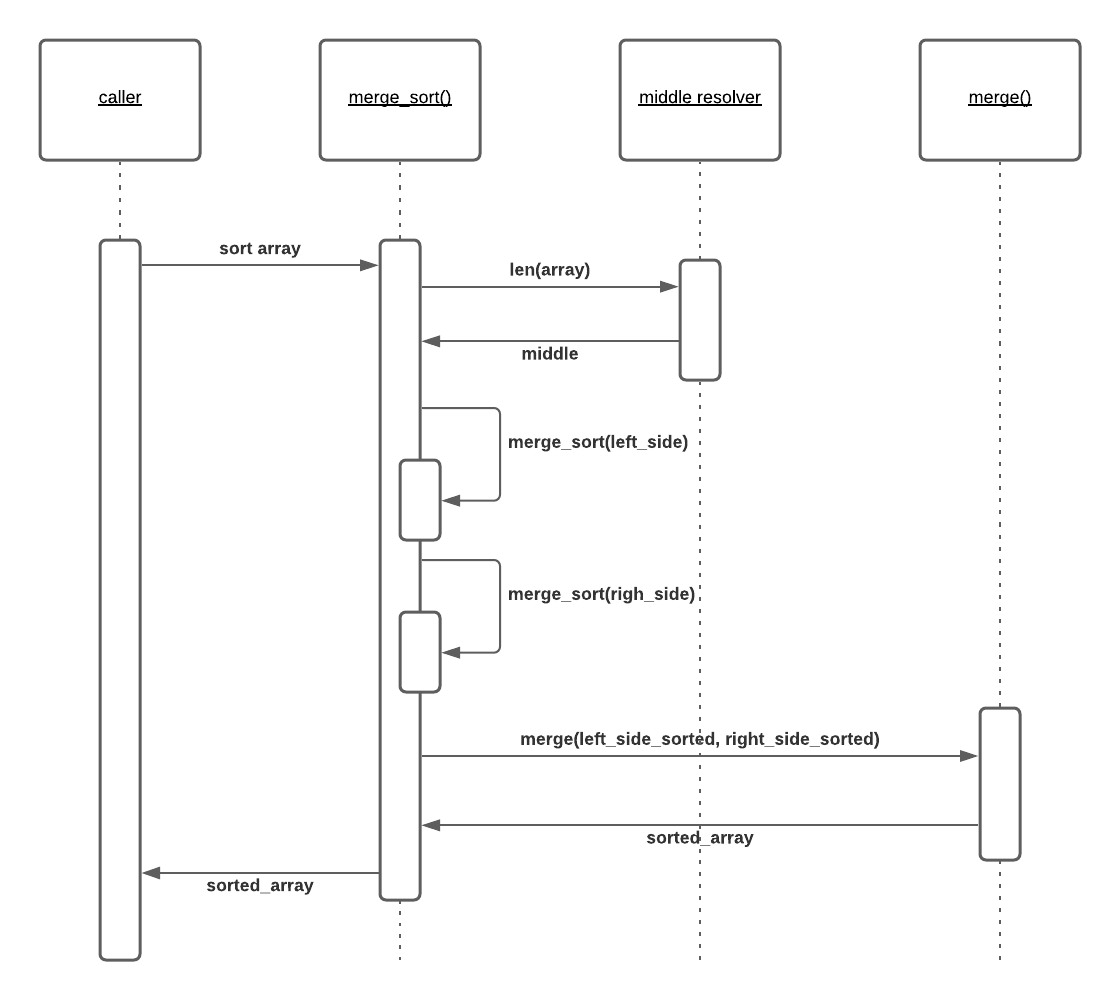 caller
merge_sort()
middle resolver
merge()
sort array
len(array)
middle
merge_sort(left_side)
merge_sort(righ_side)
merge(left_side_sorted, right_side_sorted)
sorted_array
sorted_array